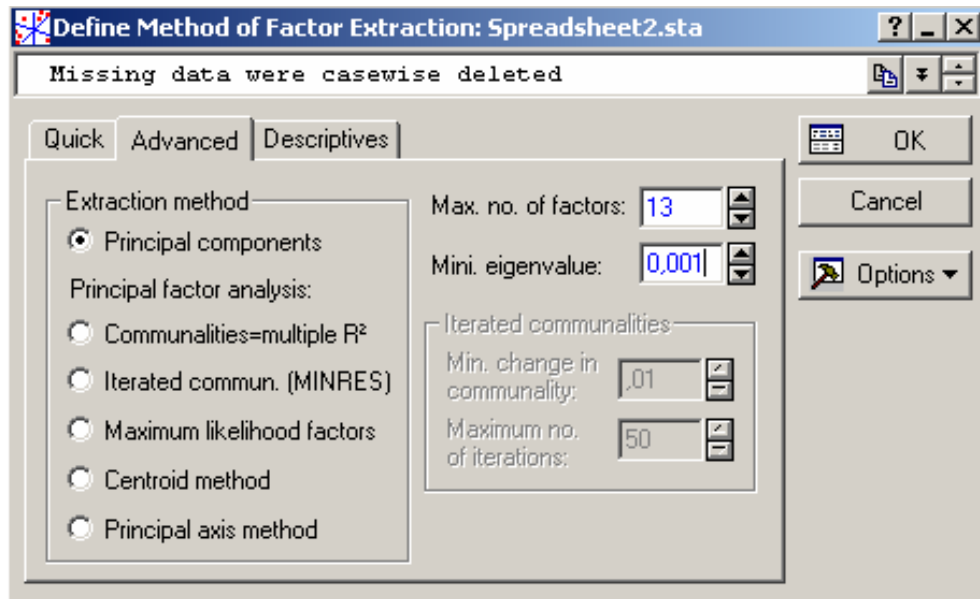 Define Method of Factor Extraction: Spreadsheet2.sta
Missing data were casewise deleted
Quick Advanced Descriptives
Extraction method
Principal components
Principal factor analysis:
Communalities=multiple R²
Iterated commun. (MINRES)
Maximum likelihood factors
Centroid method
Principal axis method
Max. no. of factors: 13
Mini. eigenvalue: 0,001
Iterated communalities
Min. change in
communality: ,01
Maximum no.
of iterations: 50
OK
Cancel
Options